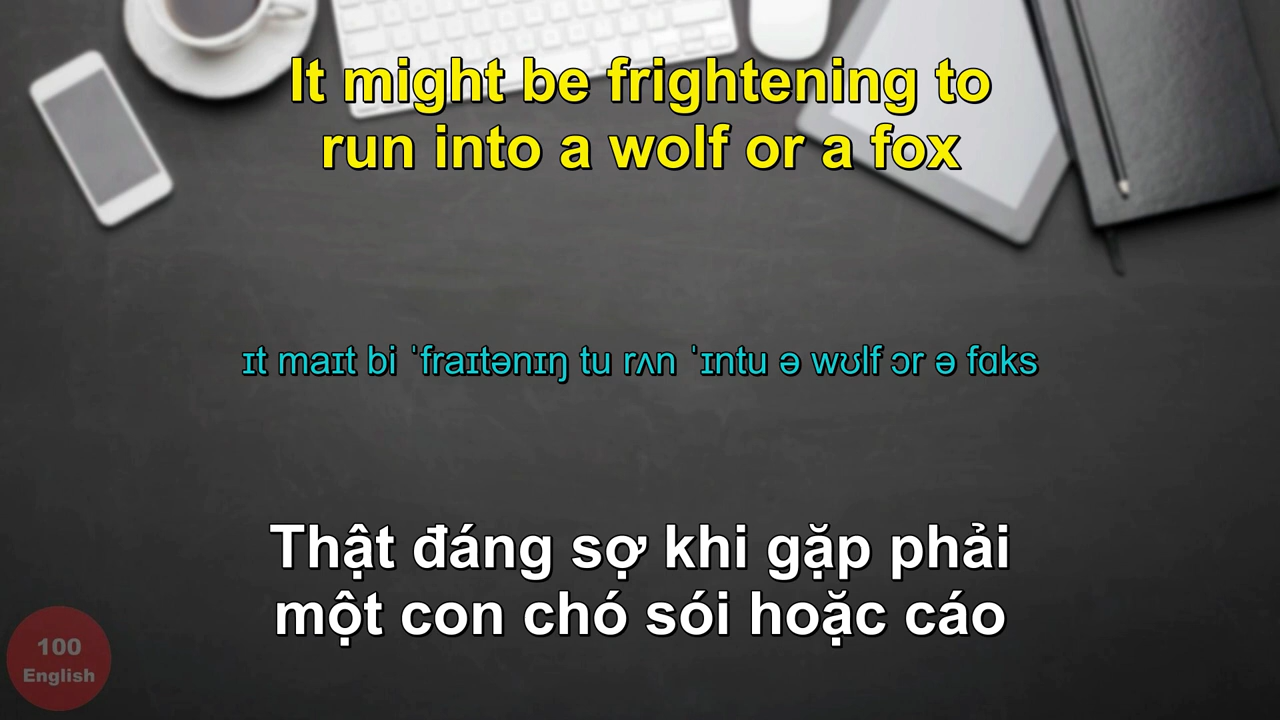 It might be frightening to
run into a wolf or a fox
ɪt maɪt bi ˈfraɪtənɪŋ tu rʌn ˈɪntu ə wʊlf ɔr ə fɑks
Thật đáng sợ khi gặp phải
một con chó sói hoặc cáo
100
English